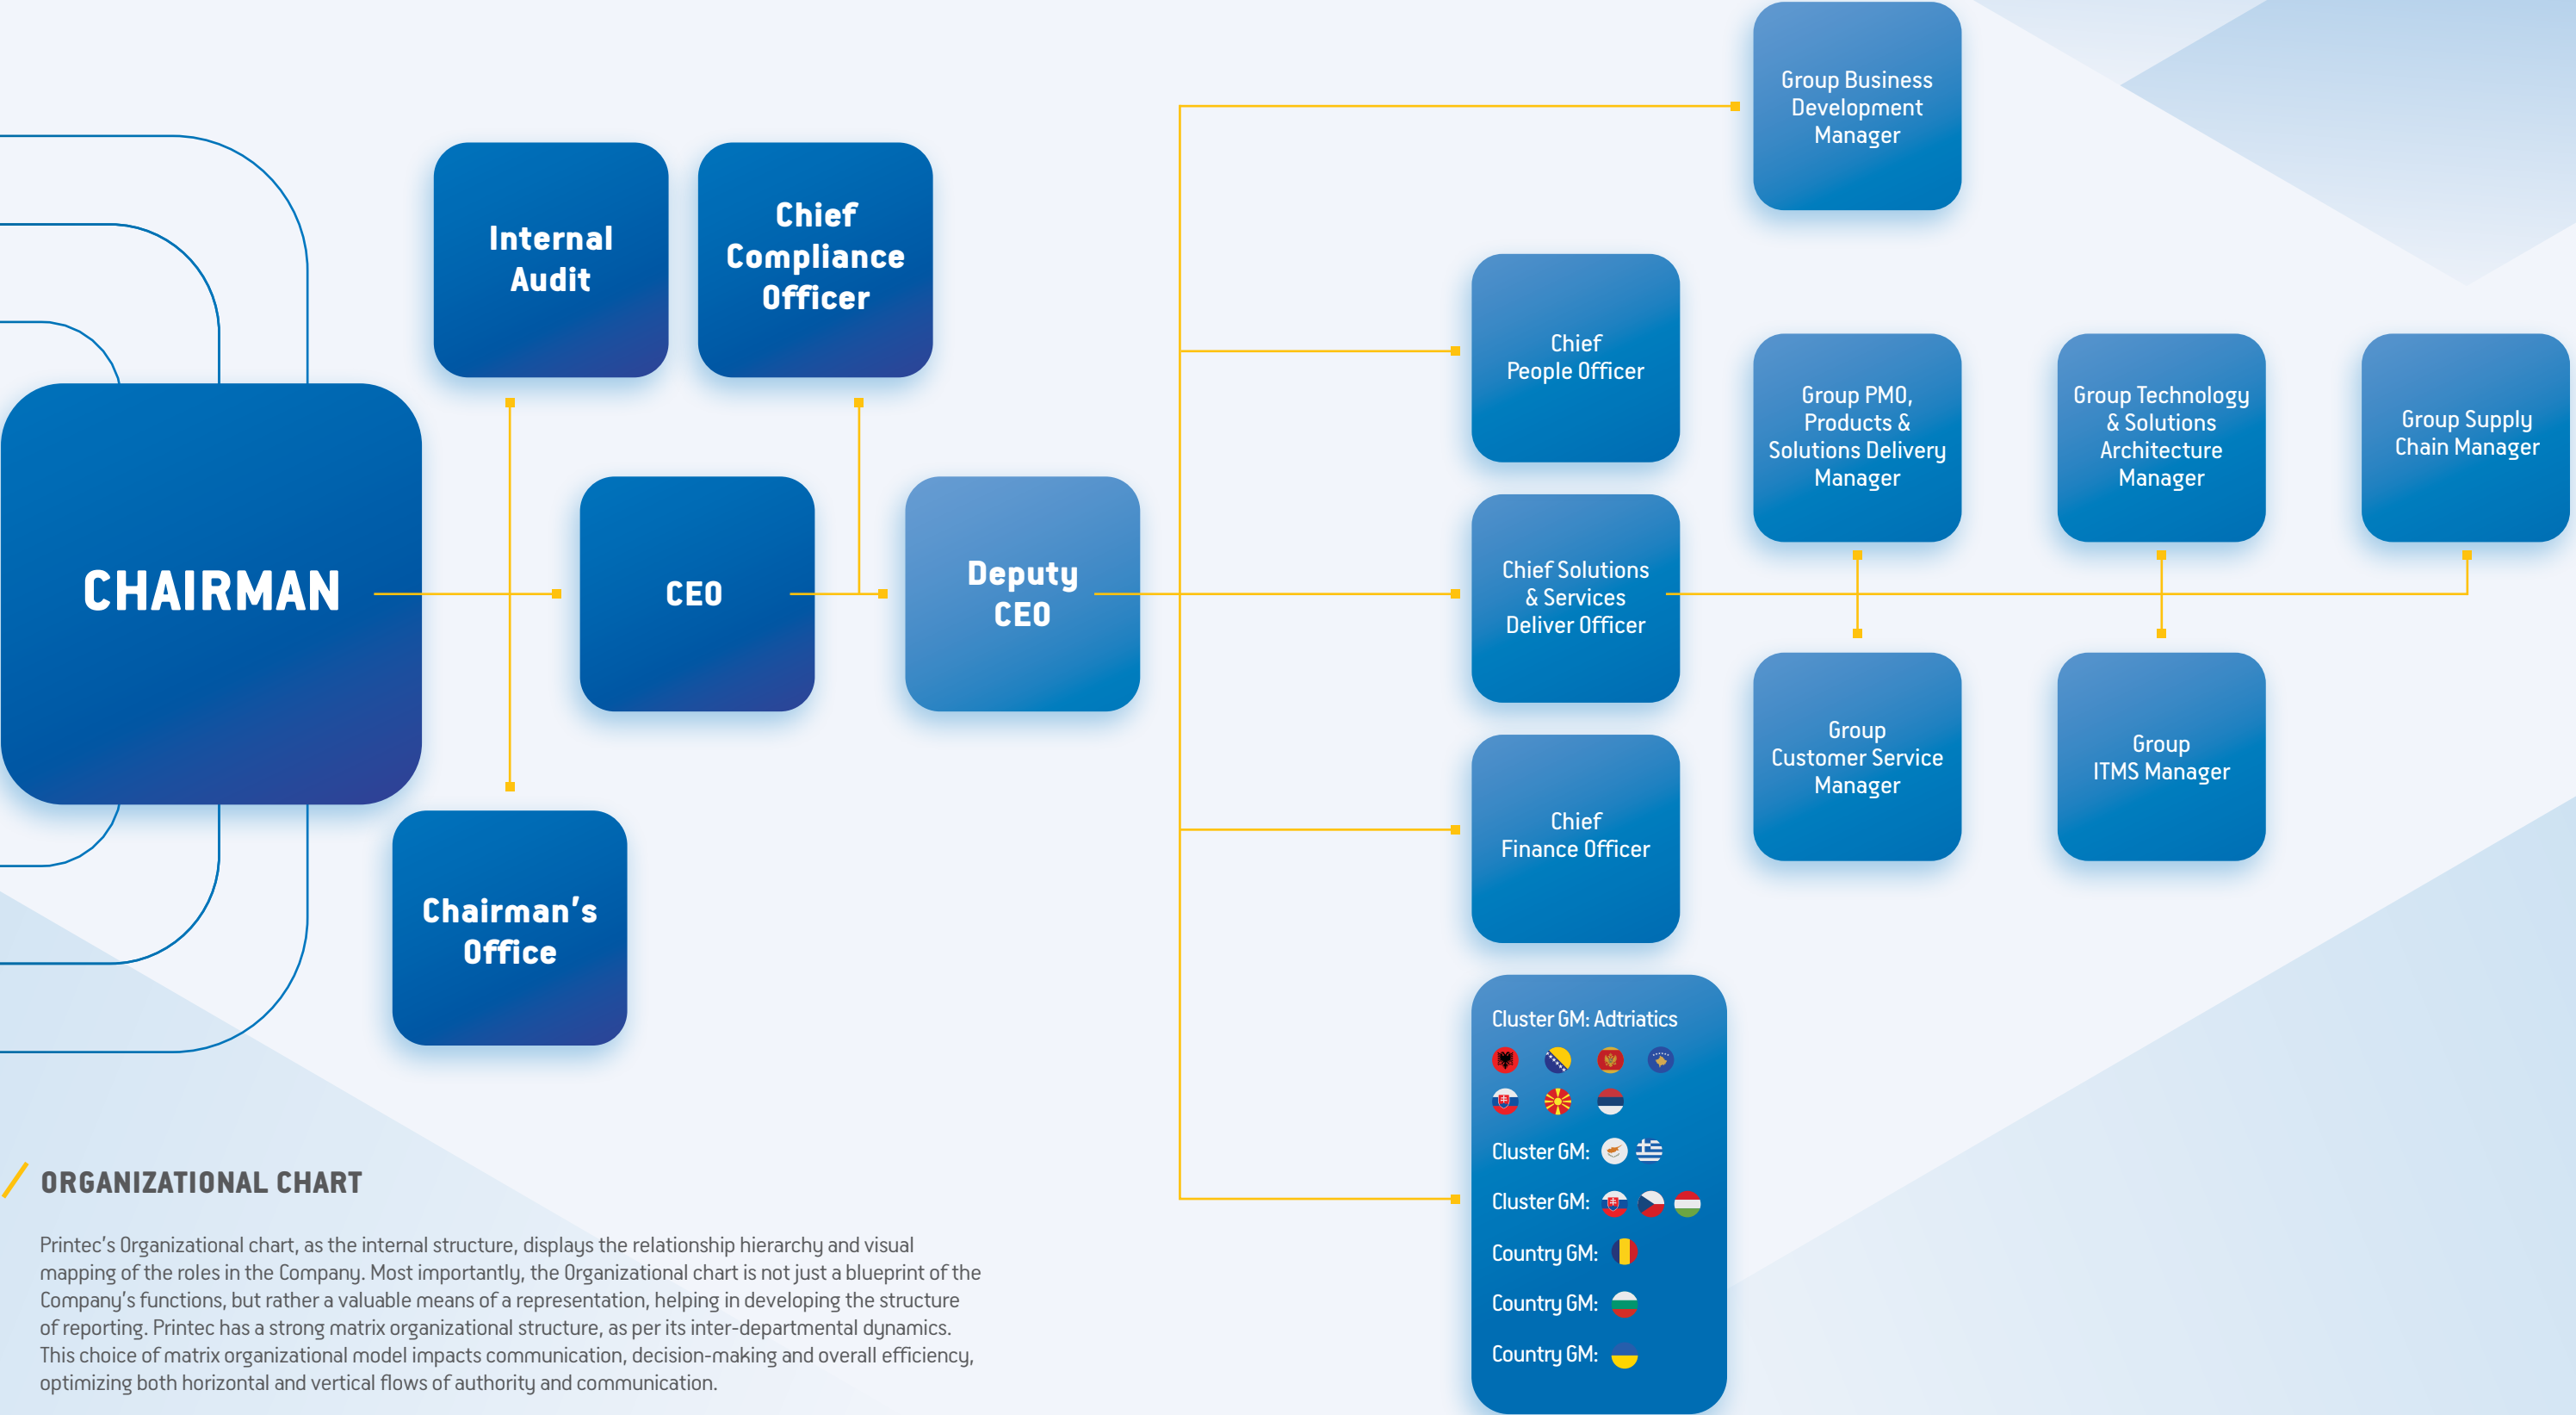 Group Business
Development
Manager
Internal
Audit
Chief
Compliance
Officer
Chief
People Officer
Group PMO,
Products &
Solutions Delivery
Manager
Group Technology
& Solutions
Architecture
Manager
Group Supply
Chain Manager
CHAIRMAN
CEO
Deputy
CEO
Chief Solutions
& Services
Deliver Officer
Group
Customer Service
Manager
Group
ITMS Manager
Chief
Finance Officer
Chairman's
Office
Cluster GM: Adtriatics
Cluster GM:
Cluster GM:
Country GM:
Country GM:
Country GM:
ORGANIZATIONAL CHART
Printec's Organizational chart, as the internal structure, displays the relationship hierarchy and visual
mapping of the roles in the Company. Most importantly, the Organizational chart is not just a blueprint of the
Company's functions, but rather a valuable means of a representation, helping in developing the structure
of reporting. Printec has a strong matrix organizational structure, as per its inter-departmental dynamics.
This choice of matrix organizational model impacts communication, decision-making and overall efficiency,
optimizing both horizontal and vertical flows of authority and communication.